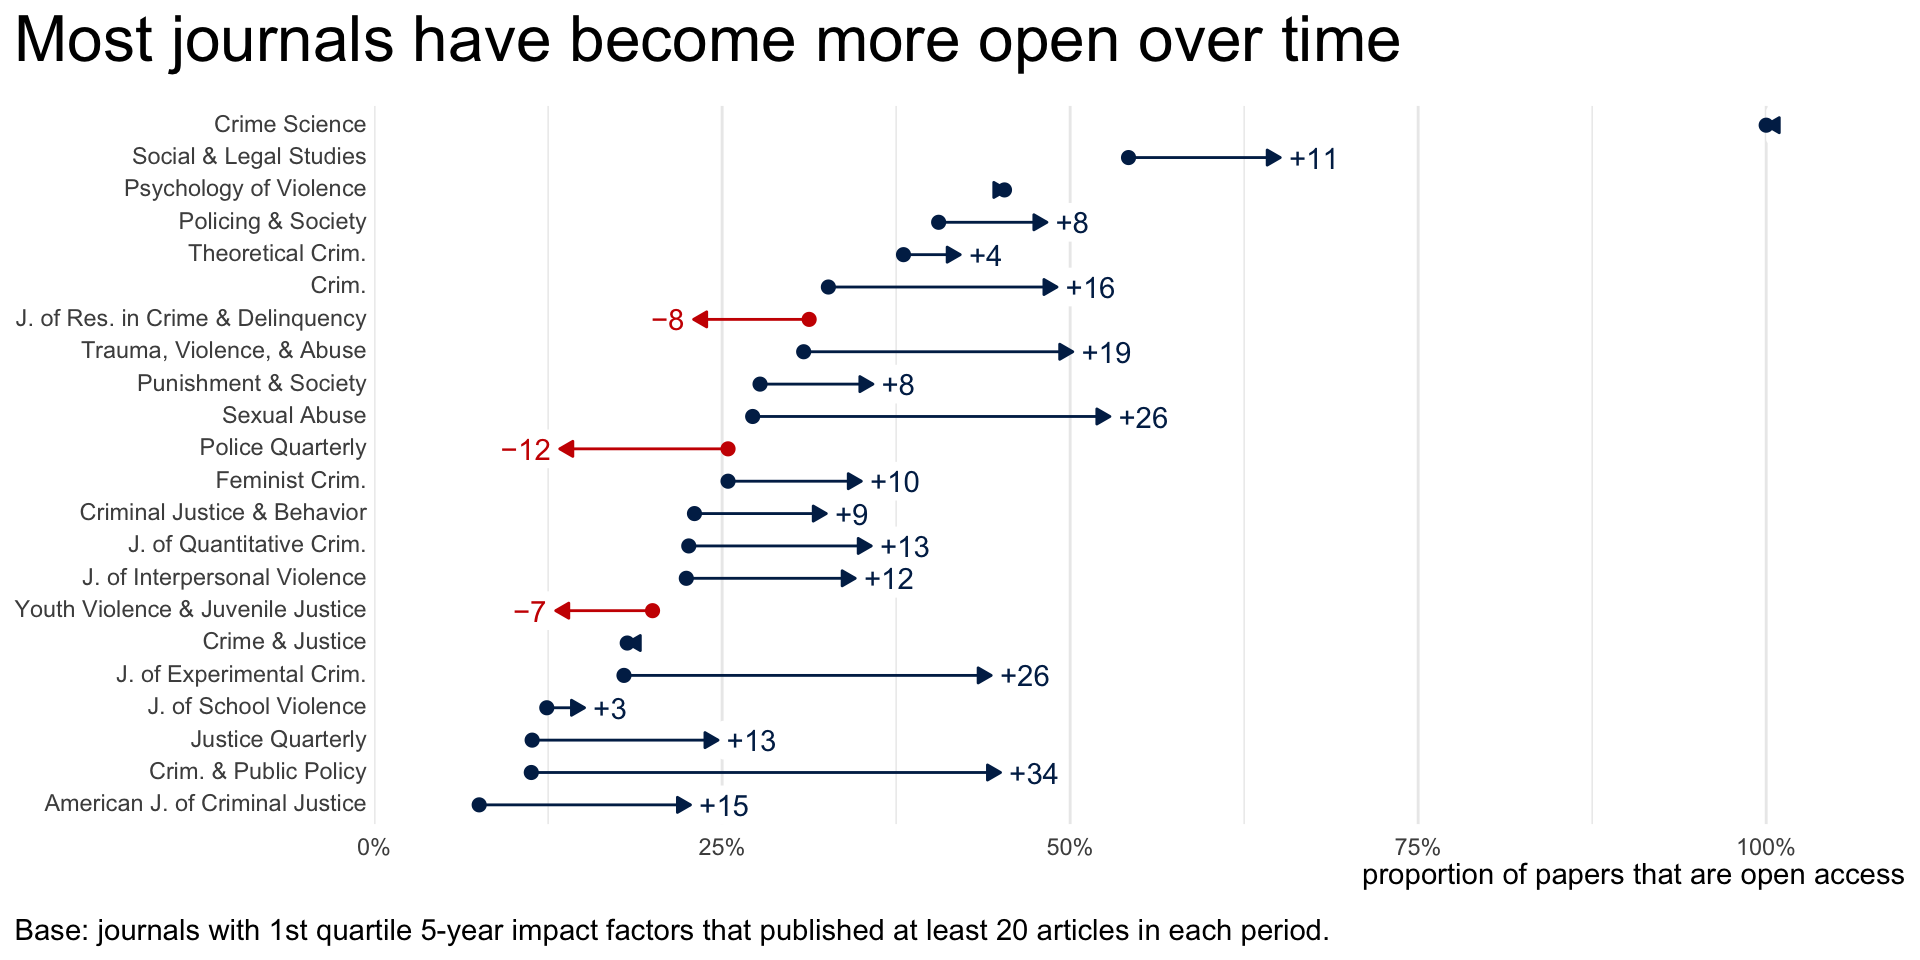 Most journals have become more open over time
Crime Science
Social & Legal Studies +11
Psychology of Violence
Policing & Society +8
Theoretical Crim. +4
Crim. +16
J. of Res. in Crime & Delinquency −8
Trauma, Violence, & Abuse +19
Punishment & Society +8
Sexual Abuse +26
Police Quarterly −12
Feminist Crim. +10
Criminal Justice & Behavior +9
J. of Quantitative Crim. +13
J. of Interpersonal Violence +12
Youth Violence & Juvenile Justice −7
Crime & Justice
J. of Experimental Crim. +26
J. of School Violence +3
Justice Quarterly +13
Crim. & Public Policy +34
American J. of Criminal Justice +15
0% 25% 50% 75% 100%
proportion of papers that are open access
Base: journals with 1st quartile 5-year impact factors that published at least 20 articles in each period.